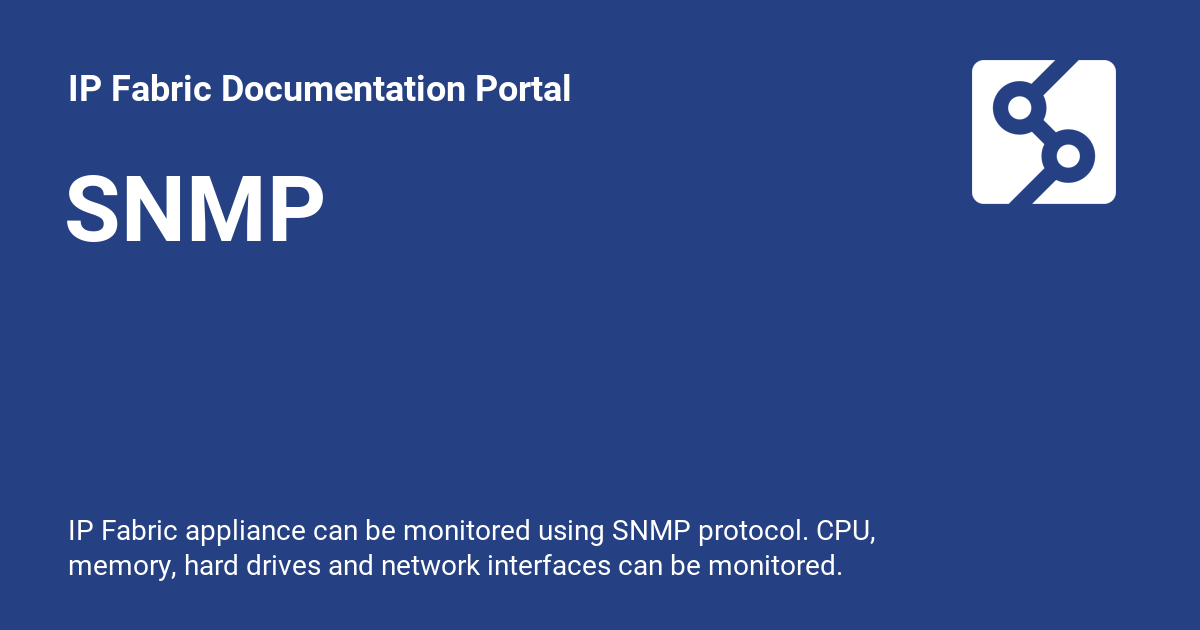 IP Fabric Documentation Portal
SNMP
IP Fabric appliance can be monitored using SNMP protocol. CPU,
memory, hard drives and network interfaces can be monitored.